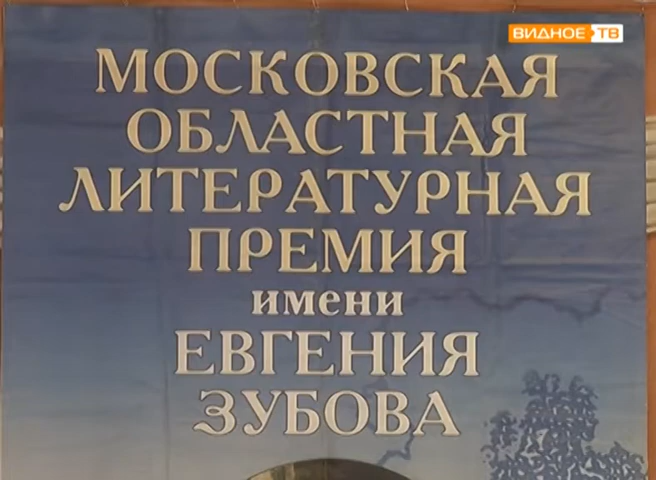 ВИДНОЕ ТВ
МОСКОВСКАЯ
ОБЛАСТНАЯ
ЛИТЕРАТУРНАЯ
ПРЕМИЯ
имени
ЕВГЕНИЯ
ЗУБОВА